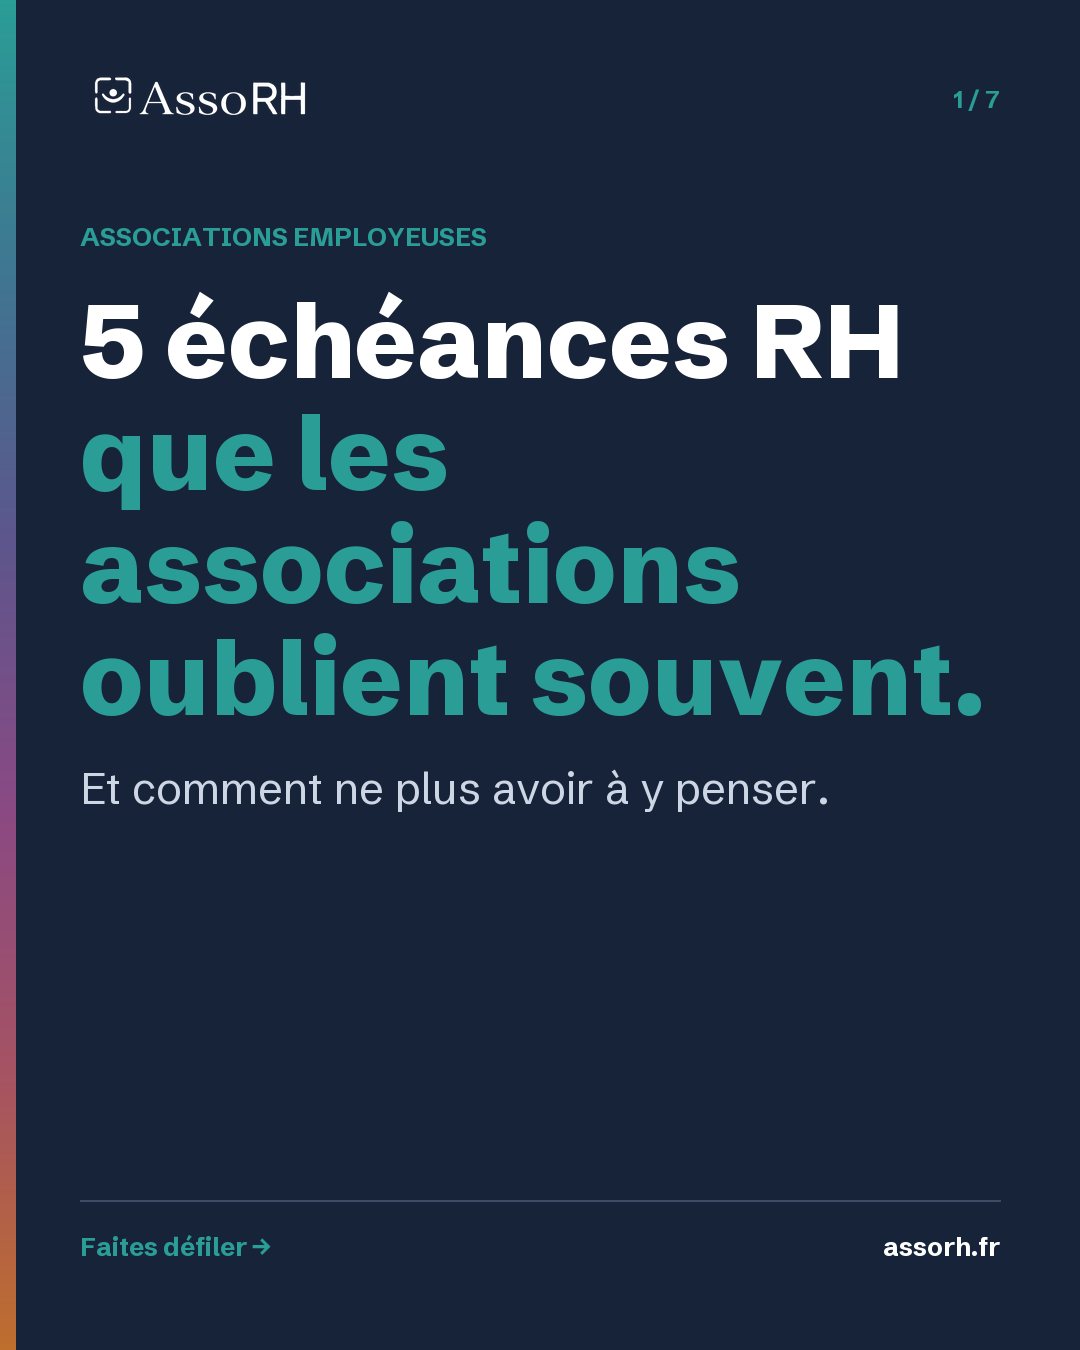 AssoRH
1 / 7
ASSOCIATIONS EMPLOYEUSES
5 échéances RH
que les
associations
oublient souvent.
Et comment ne plus avoir à y penser.
Faites défiler →
assorh.fr